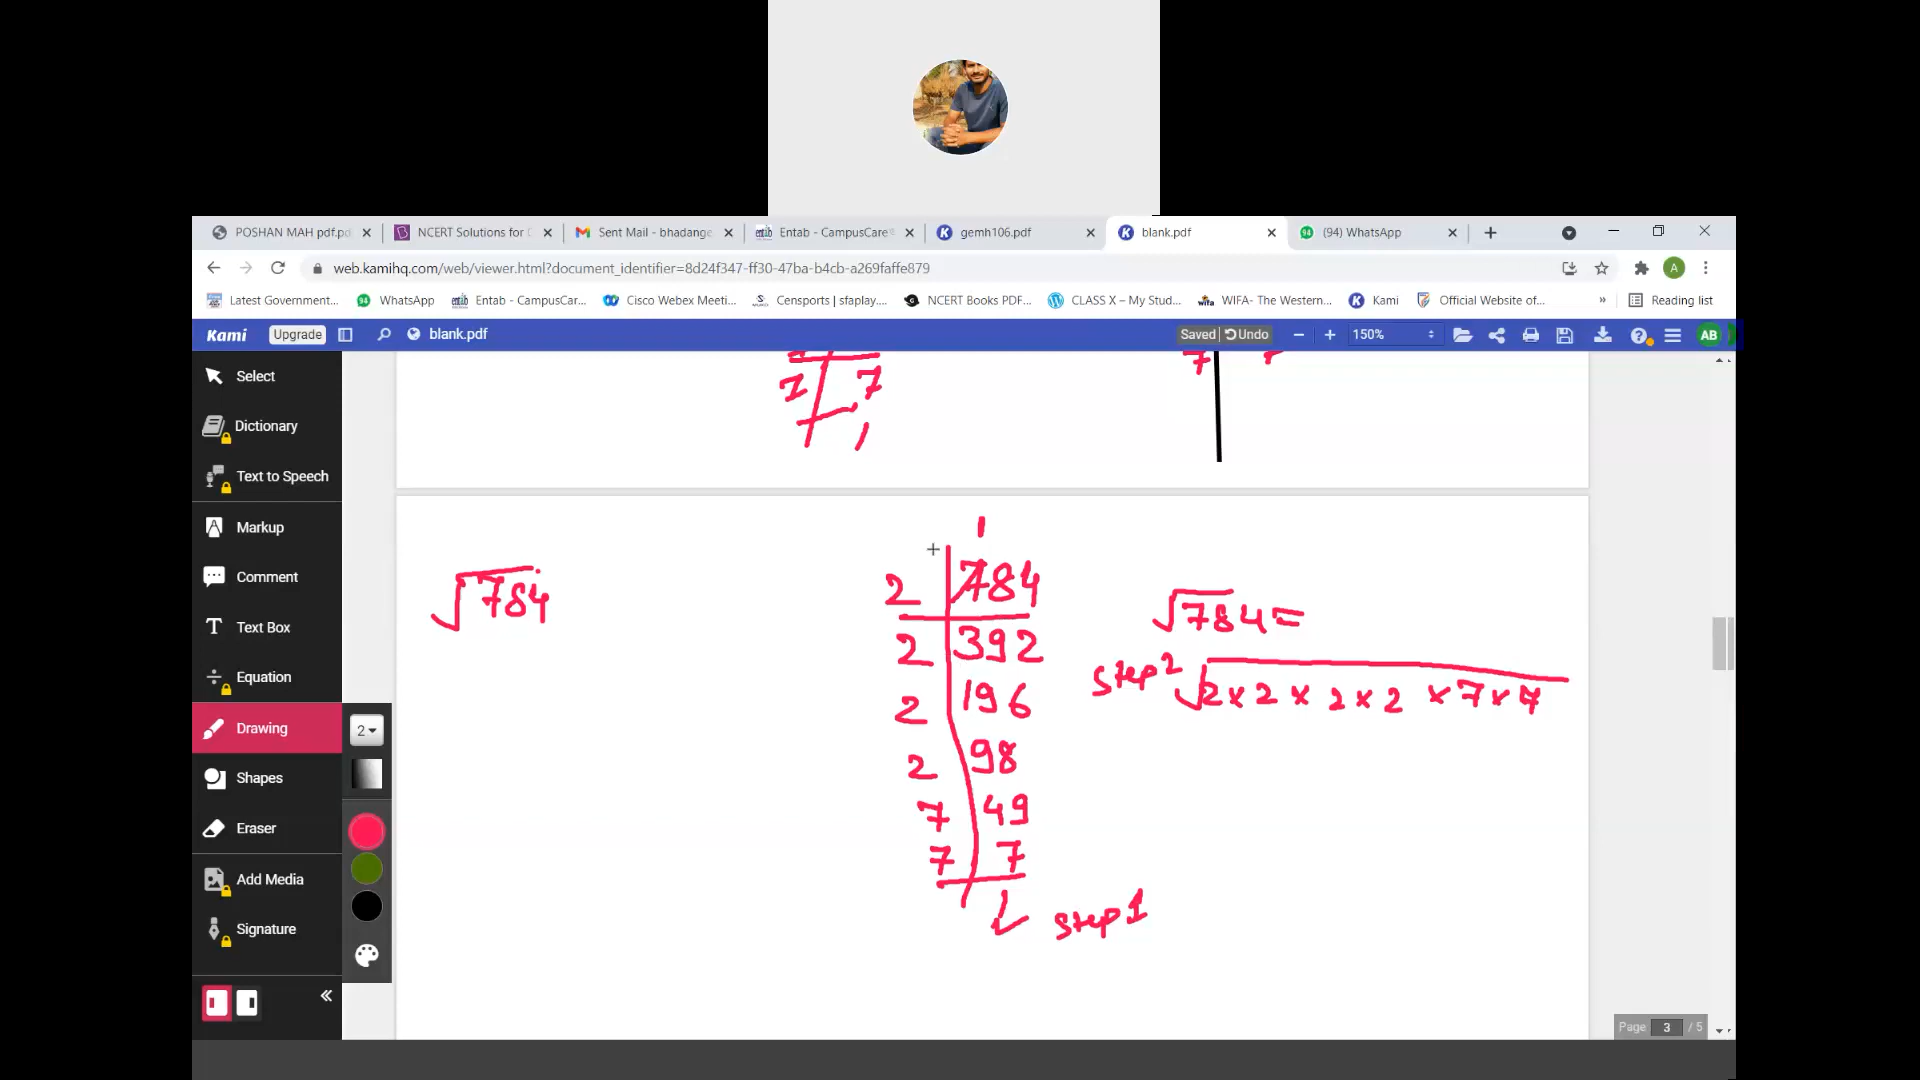 POSHAN MAH pdf.pd
NCERT Solutions for
Sent Mail - bhadange
Entab - CampusCare
gemh106.pdf
blank.pdf
(94) WhatsApp
web.kamihq.com/web/viewer.html?document_identifier=8d24f347-ff30-47ba-b4cb-a269faffe879
A
Latest Government...
WhatsApp
Entab - CampusCar...
Cisco Webex Meeti...
Censports | sfaplay....
NCERT Books PDF...
CLASS X – My Stud...
WIFA- The Western...
Kami
Official Website of...
»
Reading list
Kami
Upgrade
blank.pdf
Saved
Undo
150%
AB
Select
Dictionary
Text to Speech
Markup
Comment
Text Box
Equation
Drawing
2
Shapes
Eraser
Add Media
Signature
«
7
7
7
1
√784
1
2 784
2 392
2 196
2 98
7 49
7 7
1
step 1
√784 =
step 2 √2 × 2 × 2 × 2 × 7 × 7
Page 3 / 5